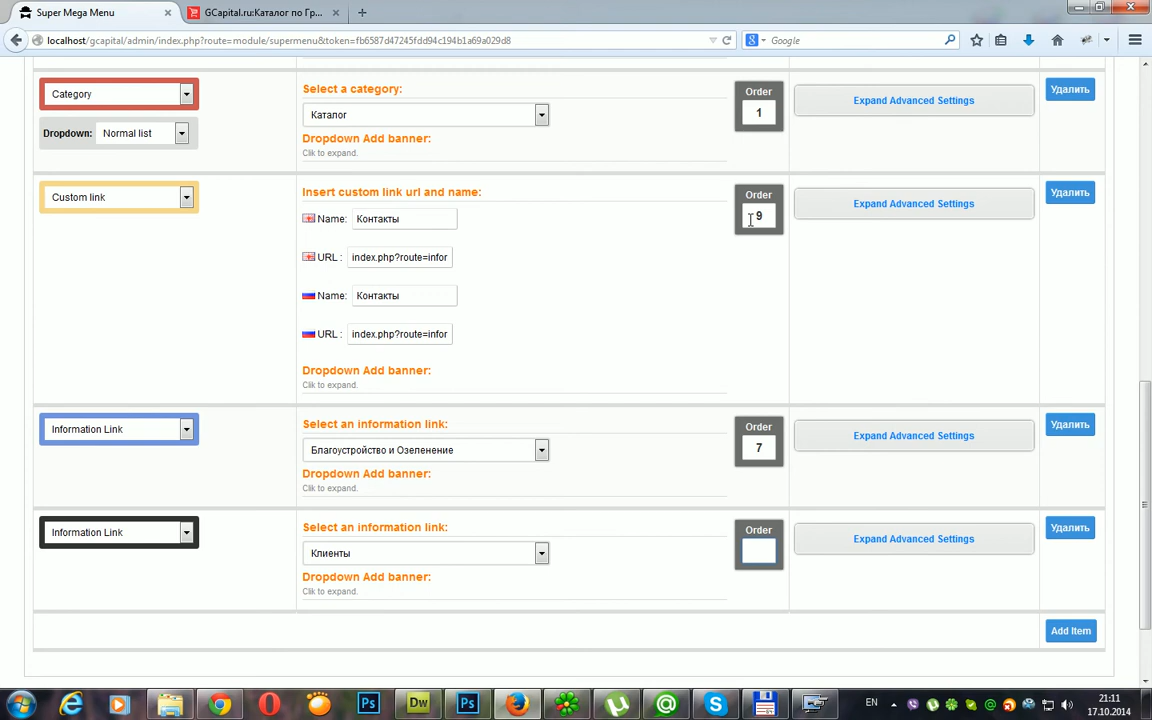 Super Mega Menu
GCapital.ru:Каталог по Гр...
localhost/gcapital/admin/index.php?route=module/supermenu&token=fb6587d47245fdd94c194b1a69a029d8
Google
Category
Select a category:
Order
Expand Advanced Settings
Удалить
Каталог
1
Dropdown: Normal list
Dropdown Add banner:
Clik to expand.
Custom link
Insert custom link url and name:
Order
Expand Advanced Settings
Удалить
9
Name: Контакты
URL : index.php?route=infor
Name: Контакты
URL : index.php?route=infor
Dropdown Add banner:
Clik to expand.
Information Link
Select an information link:
Order
Expand Advanced Settings
Удалить
Благоустройство и Озеленение
7
Dropdown Add banner:
Clik to expand.
Information Link
Select an information link:
Order
Expand Advanced Settings
Удалить
Клиенты
Dropdown Add banner:
Clik to expand.
Add Item
EN
21:11
17.10.2014